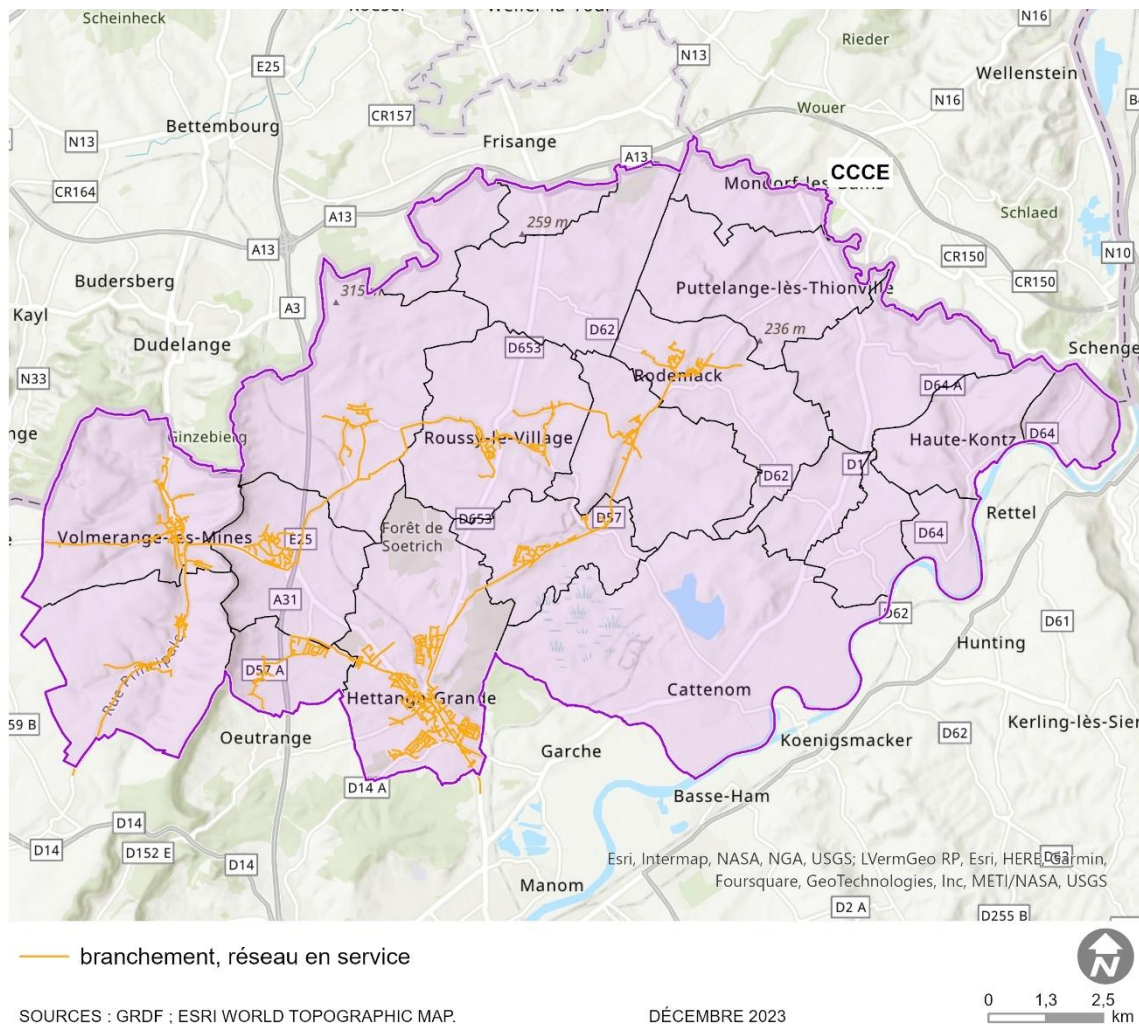 Scheinheck
N16
Rieder
N13
E25
Wellenstein
N16
CR157
Wouer
Bettembourg
N13
Frisange
A13
CCCE
CR164
Mondorf-les-Bains
Schlaed
A13
259 m
A13
N10
CR150
Budersberg
CR150
Puttelange-lès-Thionville
315 m
A3
Kayl
D62
236 m
Dudelange
D653
Schenge
N33
Rodemack
D64 A
nge
Ginzebierg
Roussy-le-Village
Haute-Kontz
D64
D1
D62
Rettel
D653
D57
Volmerange-les-Mines
E25
Forêt de
Soetrich
D64
A31
D62
D61
Hunting
Rue Principale
D57 A
Cattenom
Hettange-Grande
59 B
Kerling-lès-Sier
Oeutrange
D62
Koenigsmacker
Garche
D14 A
Basse-Ham
D14
D14
D152 E
D14
D63
Esri, Intermap, NASA, NGA, USGS; LVermGeo RP, Esri, HERE, Garmin,
Foursquare, GeoTechnologies, Inc, METI/NASA, USGS
Manom
D2 A
D255 B
branchement, réseau en service
N
0 1,3 2,5
km
SOURCES : GRDF ; ESRI WORLD TOPOGRAPHIC MAP.
DÉCEMBRE 2023